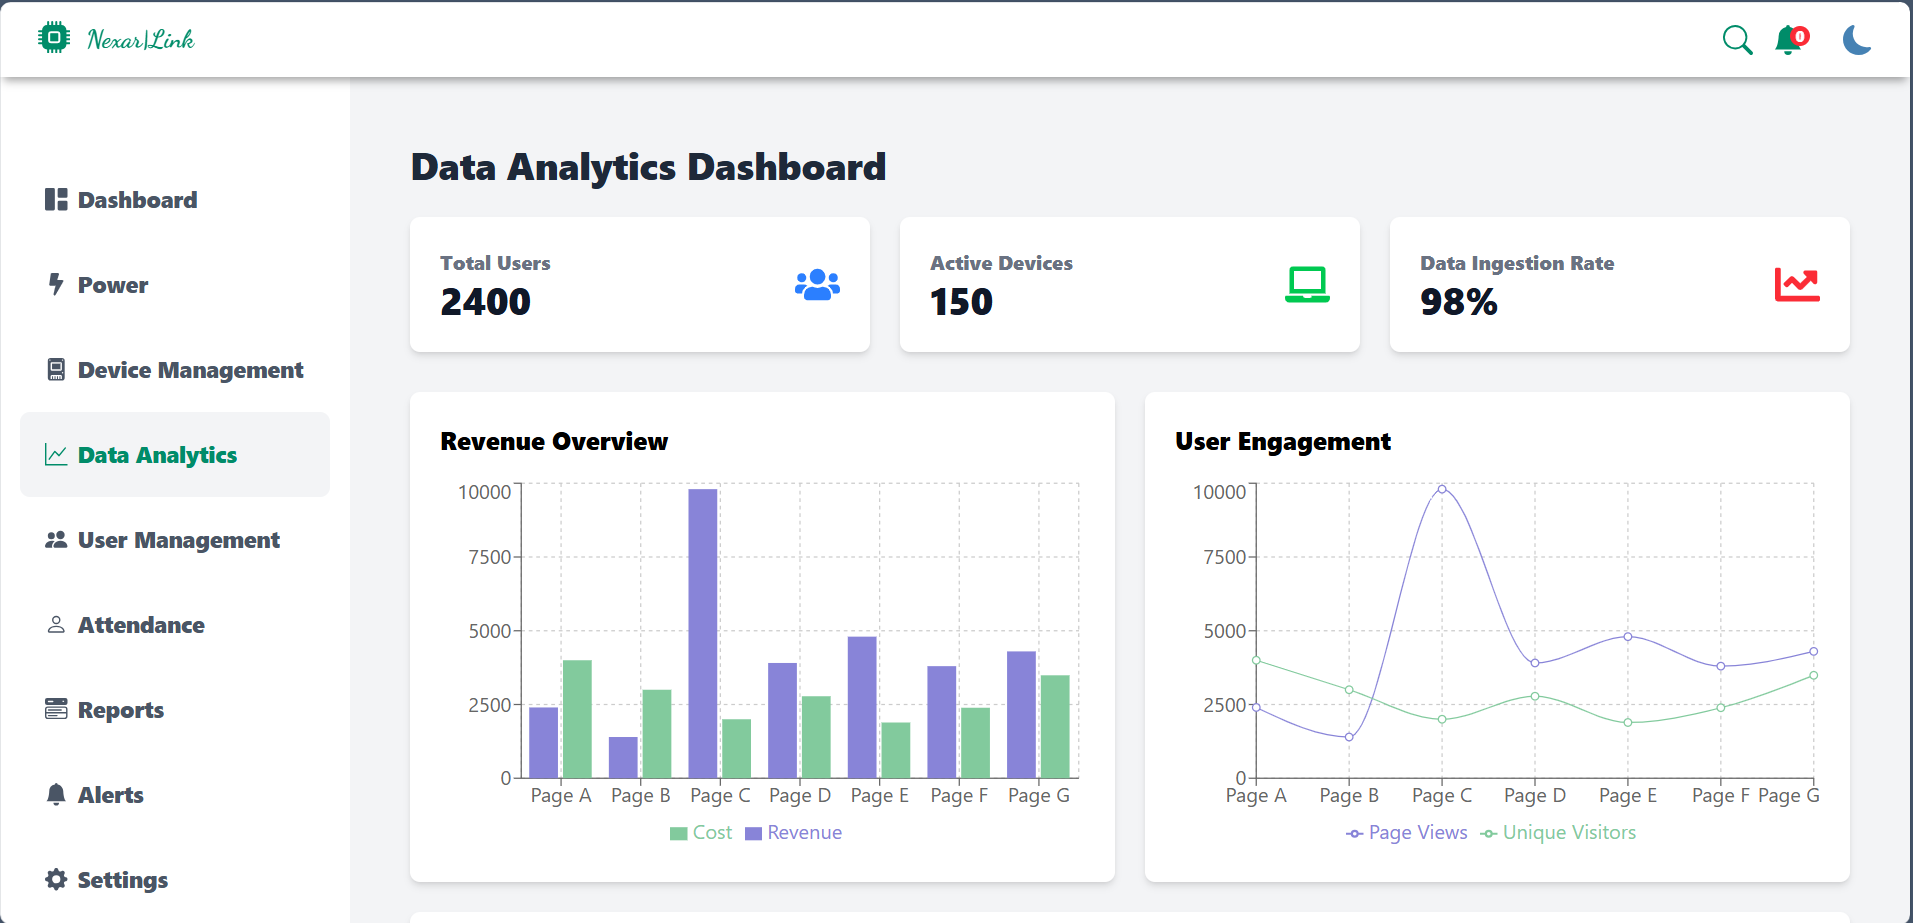 Nexar|Link
0
Dashboard
Power
Device Management
Data Analytics
User Management
Attendance
Reports
Alerts
Settings
Data Analytics Dashboard
Total Users
2400
Active Devices
150
Data Ingestion Rate
98%
Revenue Overview
10000
7500
5000
2500
0
Page A Page B Page C Page D Page E Page F Page G
Cost Revenue
User Engagement
10000
7500
5000
2500
0
Page A Page B Page C Page D Page E Page F Page G
Page Views Unique Visitors